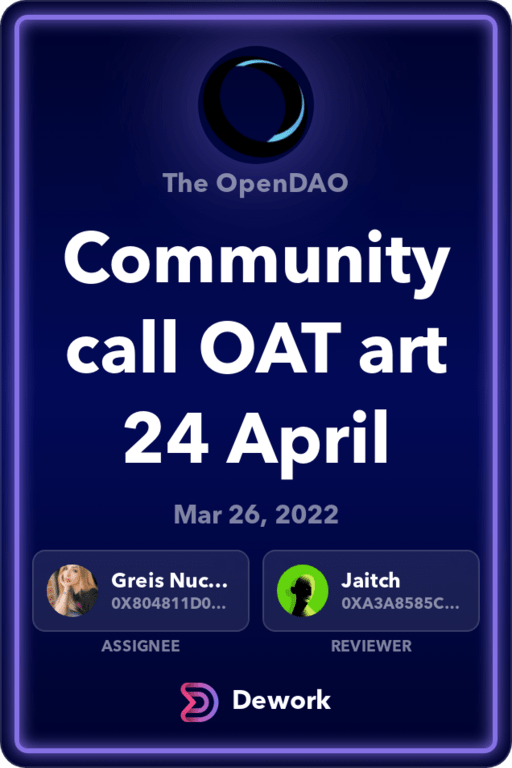 The OpenDAO
Community
call OAT art
24 April
Mar 26, 2022
Greis Nuc...
0X804811D0...
Jaitch
0XA3A8585C...
ASSIGNEE
REVIEWER
Dework